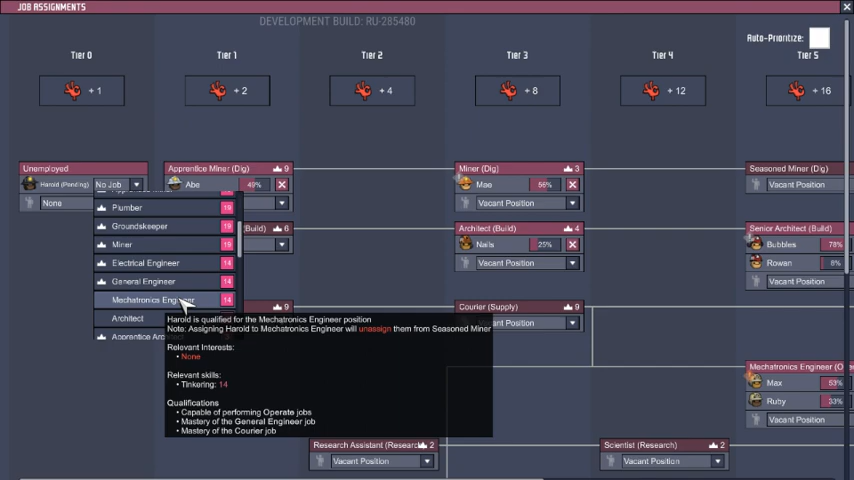 JOB ASSIGNMENTS
DEVELOPMENT BUILD: RU-285480
Auto-Prioritize:
Tier 0
Tier 1
Tier 2
Tier 3
Tier 4
Tier 5
+ 1
+ 2
+ 4
+ 8
+ 12
+ 16
Unemployed
Apprentice Miner (Dig) 9
Miner (Dig) 3
Seasoned Miner (Dig)
Harold (Pending) No Job
Abe 49%
Mae 56%
Vacant Position
None
Vacant Position
Plumber 19
Groundskeeper 19
(Build) 6
Architect (Build) 4
Senior Architect (Build)
Miner 19
Nails 25%
Bubbles 78%
Electrical Engineer 14
Vacant Position
Rowan 8%
General Engineer 14
Vacant Position
Mechatronics Engineer 14
9
Courier (Supply) 9
Architect
Vacant Position
Harold is qualified for the Mechatronics Engineer position
Note: Assigning Harold to Mechatronics Engineer will unassign them from Seasoned Miner
Relevant Interests:
• None
Relevant skills:
• Tinkering: 14
Qualifications
• Capable of performing Operate jobs
• Mastery of the General Engineer job
• Mastery of the Courier job
Mechatronics Engineer (O
Max 53%
Ruby 33%
Vacant Position
Research Assistant (Research 2
Scientist (Research) 2
Vacant Position
Vacant Position